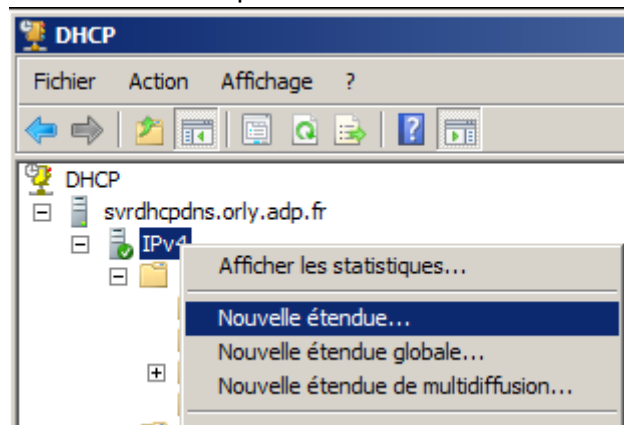 DHCP
Fichier Action Affichage ?
DHCP
svrdhcpdns.orly.adp.fr
IPv4
Afficher les statistiques...
Nouvelle étendue...
Nouvelle étendue globale...
Nouvelle étendue de multidiffusion...